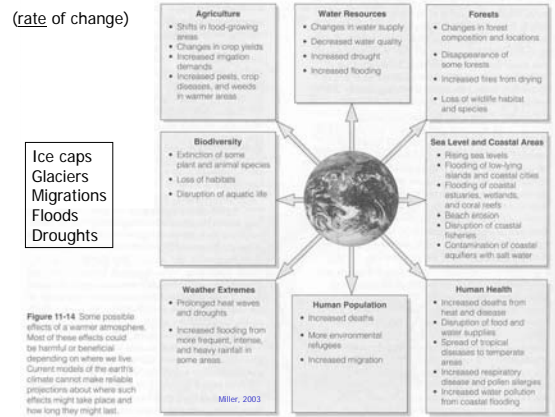 (rate of change)
Agriculture
• Shifts in food-growing
areas
• Changes in crop yields
• Increased irrigation
demands
• Increased pests, crop
diseases, and weeds
in warmer areas
Water Resources
• Changes in water supply
• Decreased water quality
• Increased drought
• Increased flooding
Forests
• Changes in forest
composition and locations
• Disappearance of
some forests
• Increased fires from drying
• Loss of wildlife habitat
and species
Ice caps
Glaciers
Migrations
Floods
Droughts
Biodiversity
• Extinction of some
plant and animal species
• Loss of habitats
• Disruption of aquatic life
Sea Level and Coastal Areas
• Rising sea levels
• Flooding of low-lying
islands and coastal cities
• Flooding of coastal
estuaries, wetlands,
and coral reefs
• Beach erosion
• Disruption of coastal
fisheries
• Contamination of coastal
aquifiers with salt water
Weather Extremes
• Prolonged heat waves
and droughts
• Increased flooding from
more frequent, intense,
and heavy rainfall in
some areas
Miller, 2003
Human Population
• Increased deaths
• More environmental
refugees
• Increased migration
Human Health
• Increased deaths from
heat and disease
• Disruption of food and
water supplies
• Spread of tropical
diseases to temperate
areas
• Increased respiratory
disease and pollen allergies
• Increased water pollution
from coastal flooding
Figure 11-14 Some possible
effects of a warmer atmosphere.
Most of these effects could
be harmful or beneficial
depending on where we live.
Current models of the earth's
climate cannot make reliable
projections about where such
effects might take place and
how long they might last.